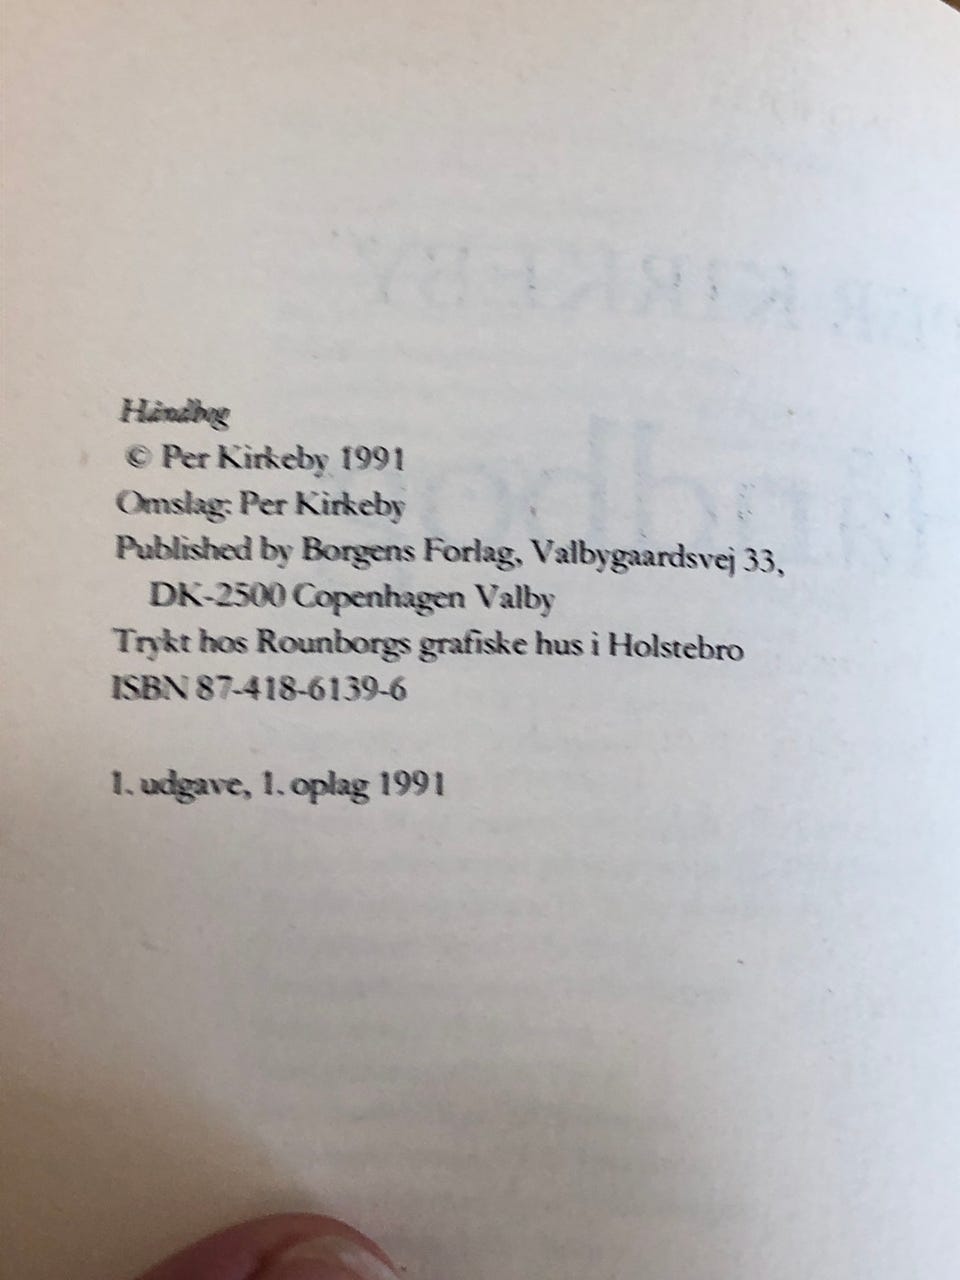 Håndbog
© Per Kirkeby 1991
Omslag: Per Kirkeby
Published by Borgens Forlag, Valbygaardsvej 33,
DK-2500 Copenhagen Valby
Trykt hos Rounborgs grafiske hus i Holstebro
ISBN 87-418-6139-6
1. udgave, 1. oplag 1991